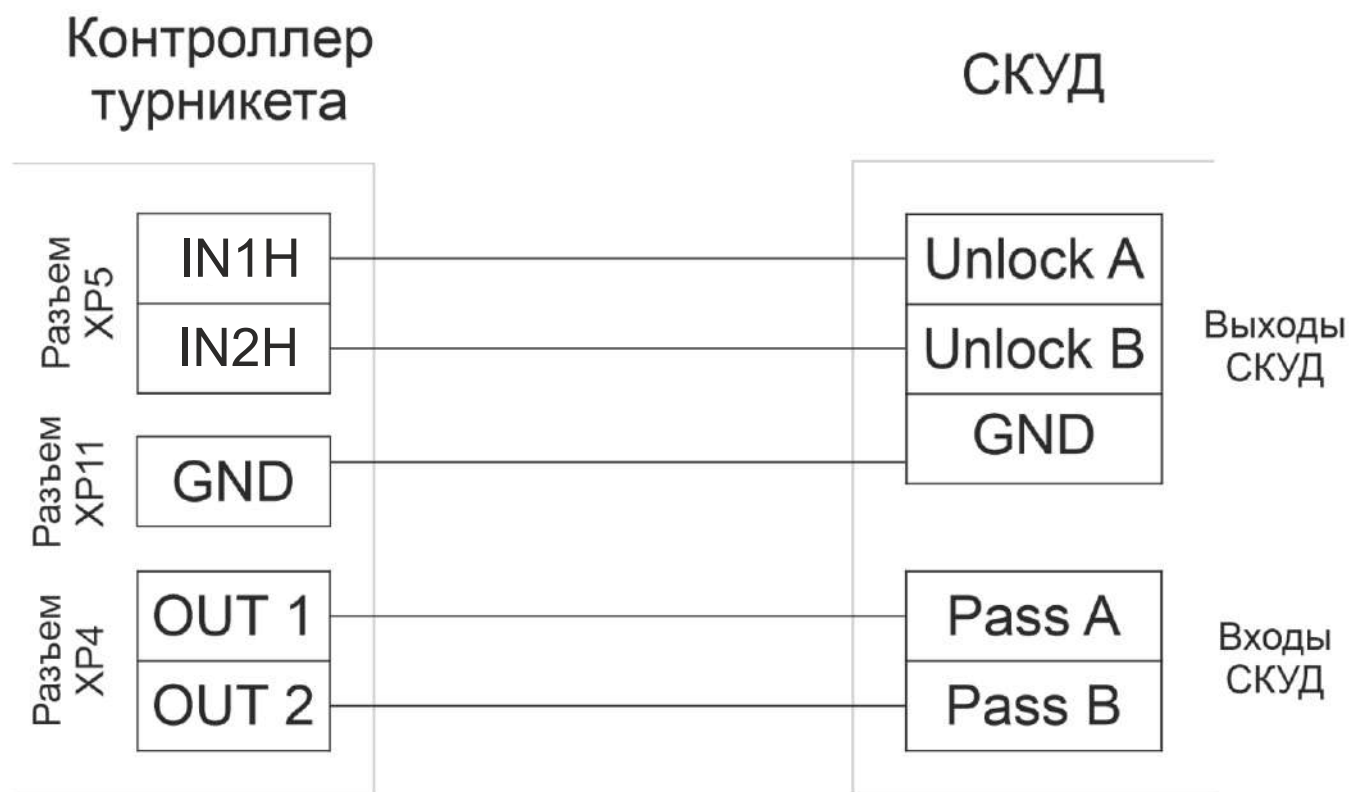 Контроллер
турникета
СКУД
Разъем
XP5
IN1H
IN2H
Unlock A
Unlock B
GND
Выходы
СКУД
Разъем
XP11
GND
Разъем
XP4
OUT 1
OUT 2
Pass A
Pass B
Входы
СКУД